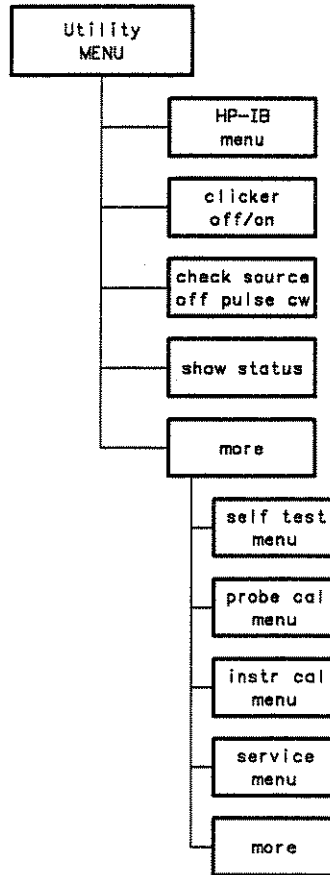 Utility
MENU
HP-IB
menu
clicker
off/on
check source
off pulse cw
show status
more
self test
menu
probe cal
menu
instr cal
menu
service
menu
more